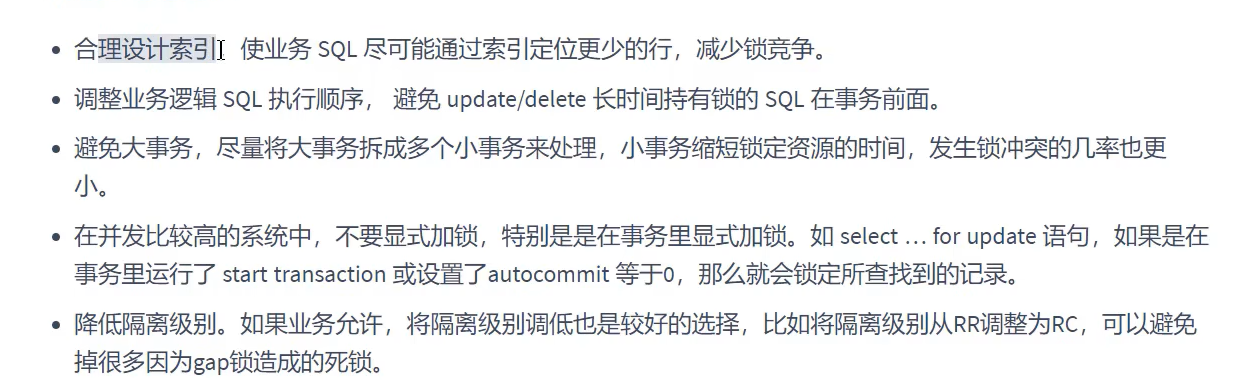 合理设计索引, 使业务 SQL 尽可能通过索引定位更少的行，减少锁竞争。
调整业务逻辑 SQL 执行顺序， 避免 update/delete 长时间持有锁的 SQL 在事务前面。
避免大事务，尽量将大事务拆成多个小事务来处理，小事务缩短锁定资源的时间，发生锁冲突的几率也更
小。
在并发比较高的系统中，不要显式加锁，特别是是在事务里显式加锁。如 select … for update 语句，如果是在
事务里运行了 start transaction 或设置了autocommit 等于0，那么就会锁定所查找到的记录。
降低隔离级别。如果业务允许，将隔离级别调低也是较好的选择，比如将隔离级别从RR调整为RC，可以避免
掉很多因为gap锁造成的死锁。